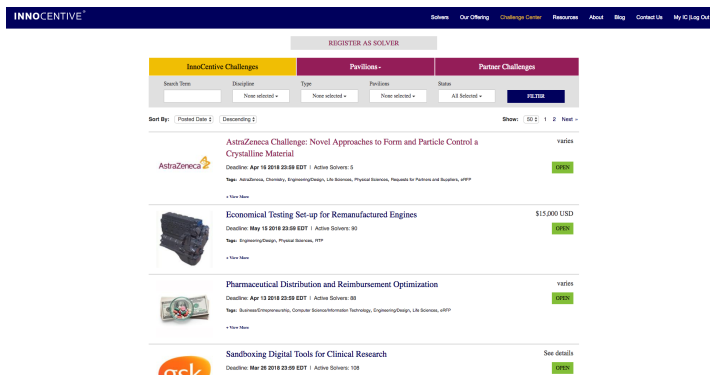 INNOCENTIVE®
Solvers Our Offering Challenge Center Resources About Blog Contact Us My IC |Log Out
REGISTER AS SOLVER
InnoCentive Challenges Pavilions Partner Challenges
Search Term Discipline Type Pavilions Status
None selected None selected None selected All Selected FILTER
Sort By: Posted Date Descending Show: 50 1 2 Next »
AstraZeneca Challenge: Novel Approaches to Form and Particle Control a varies
Crystalline Material
AstraZeneca
Deadline: Apr 16 2018 23:59 EDT | Active Solvers: 5 OPEN
Tags: AstraZeneca, Chemistry, Engineering/Design, Life Sciences, Physical Sciences, Requests for Partners and Suppliers, eRFP
+ View More
Economical Testing Set-up for Remanufactured Engines $15,000 USD
Deadline: May 15 2018 23:59 EDT | Active Solvers: 90 OPEN
Tags: Engineering/Design, Physical Sciences, RTP
+ View More
Pharmaceutical Distribution and Reimbursement Optimization varies
Deadline: Apr 13 2018 23:59 EDT | Active Solvers: 88 OPEN
Tags: Business/Entrepreneurship, Computer Science/Information Technology, Engineering/Design, Life Sciences, eRFP
+ View More
Sandboxing Digital Tools for Clinical Research See details
gsk
Deadline: Mar 26 2018 23:59 EDT | Active Solvers: 108 OPEN